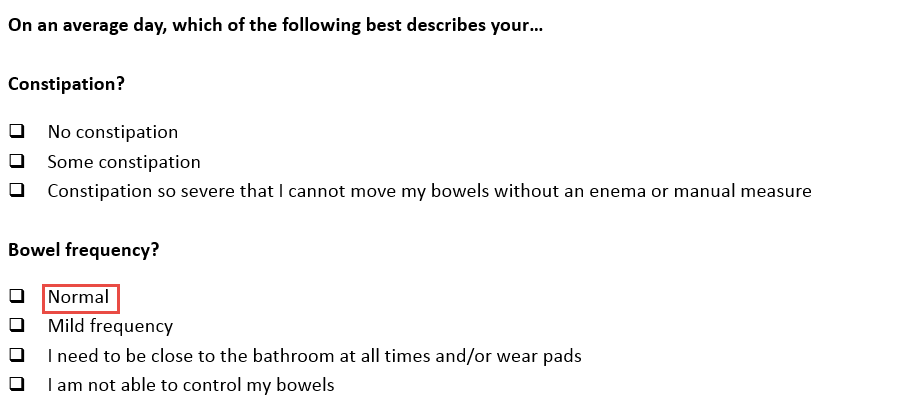 On an average day, which of the following best describes your…
Constipation?
❑ No constipation
❑ Some constipation
❑ Constipation so severe that I cannot move my bowels without an enema or manual measure
Bowel frequency?
❑ Normal
❑ Mild frequency
❑ I need to be close to the bathroom at all times and/or wear pads
❑ I am not able to control my bowels